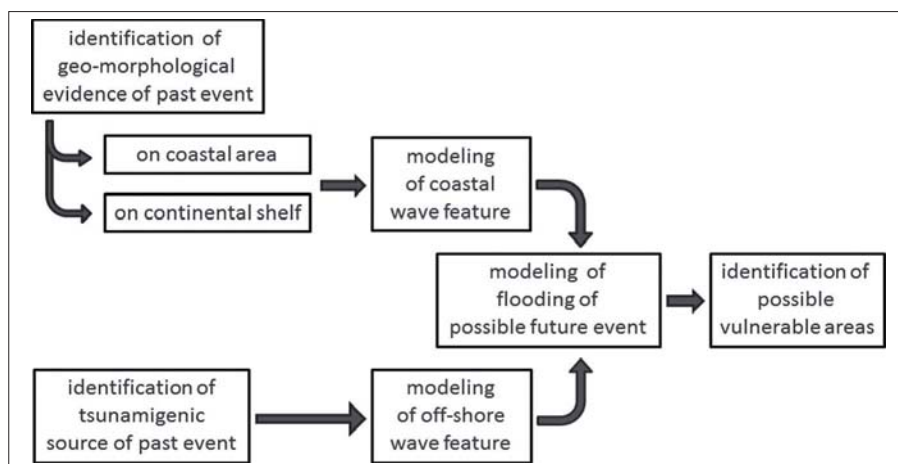 identification of
geo-morphological
evidence of past event
on coastal area
on continental shelf
modeling
of coastal
wave feature
modeling of
flooding of
possible future event
identification of
possible
vulnerable areas
identification of
tsunamigenic
source of past event
modeling
of off-shore
wave feature